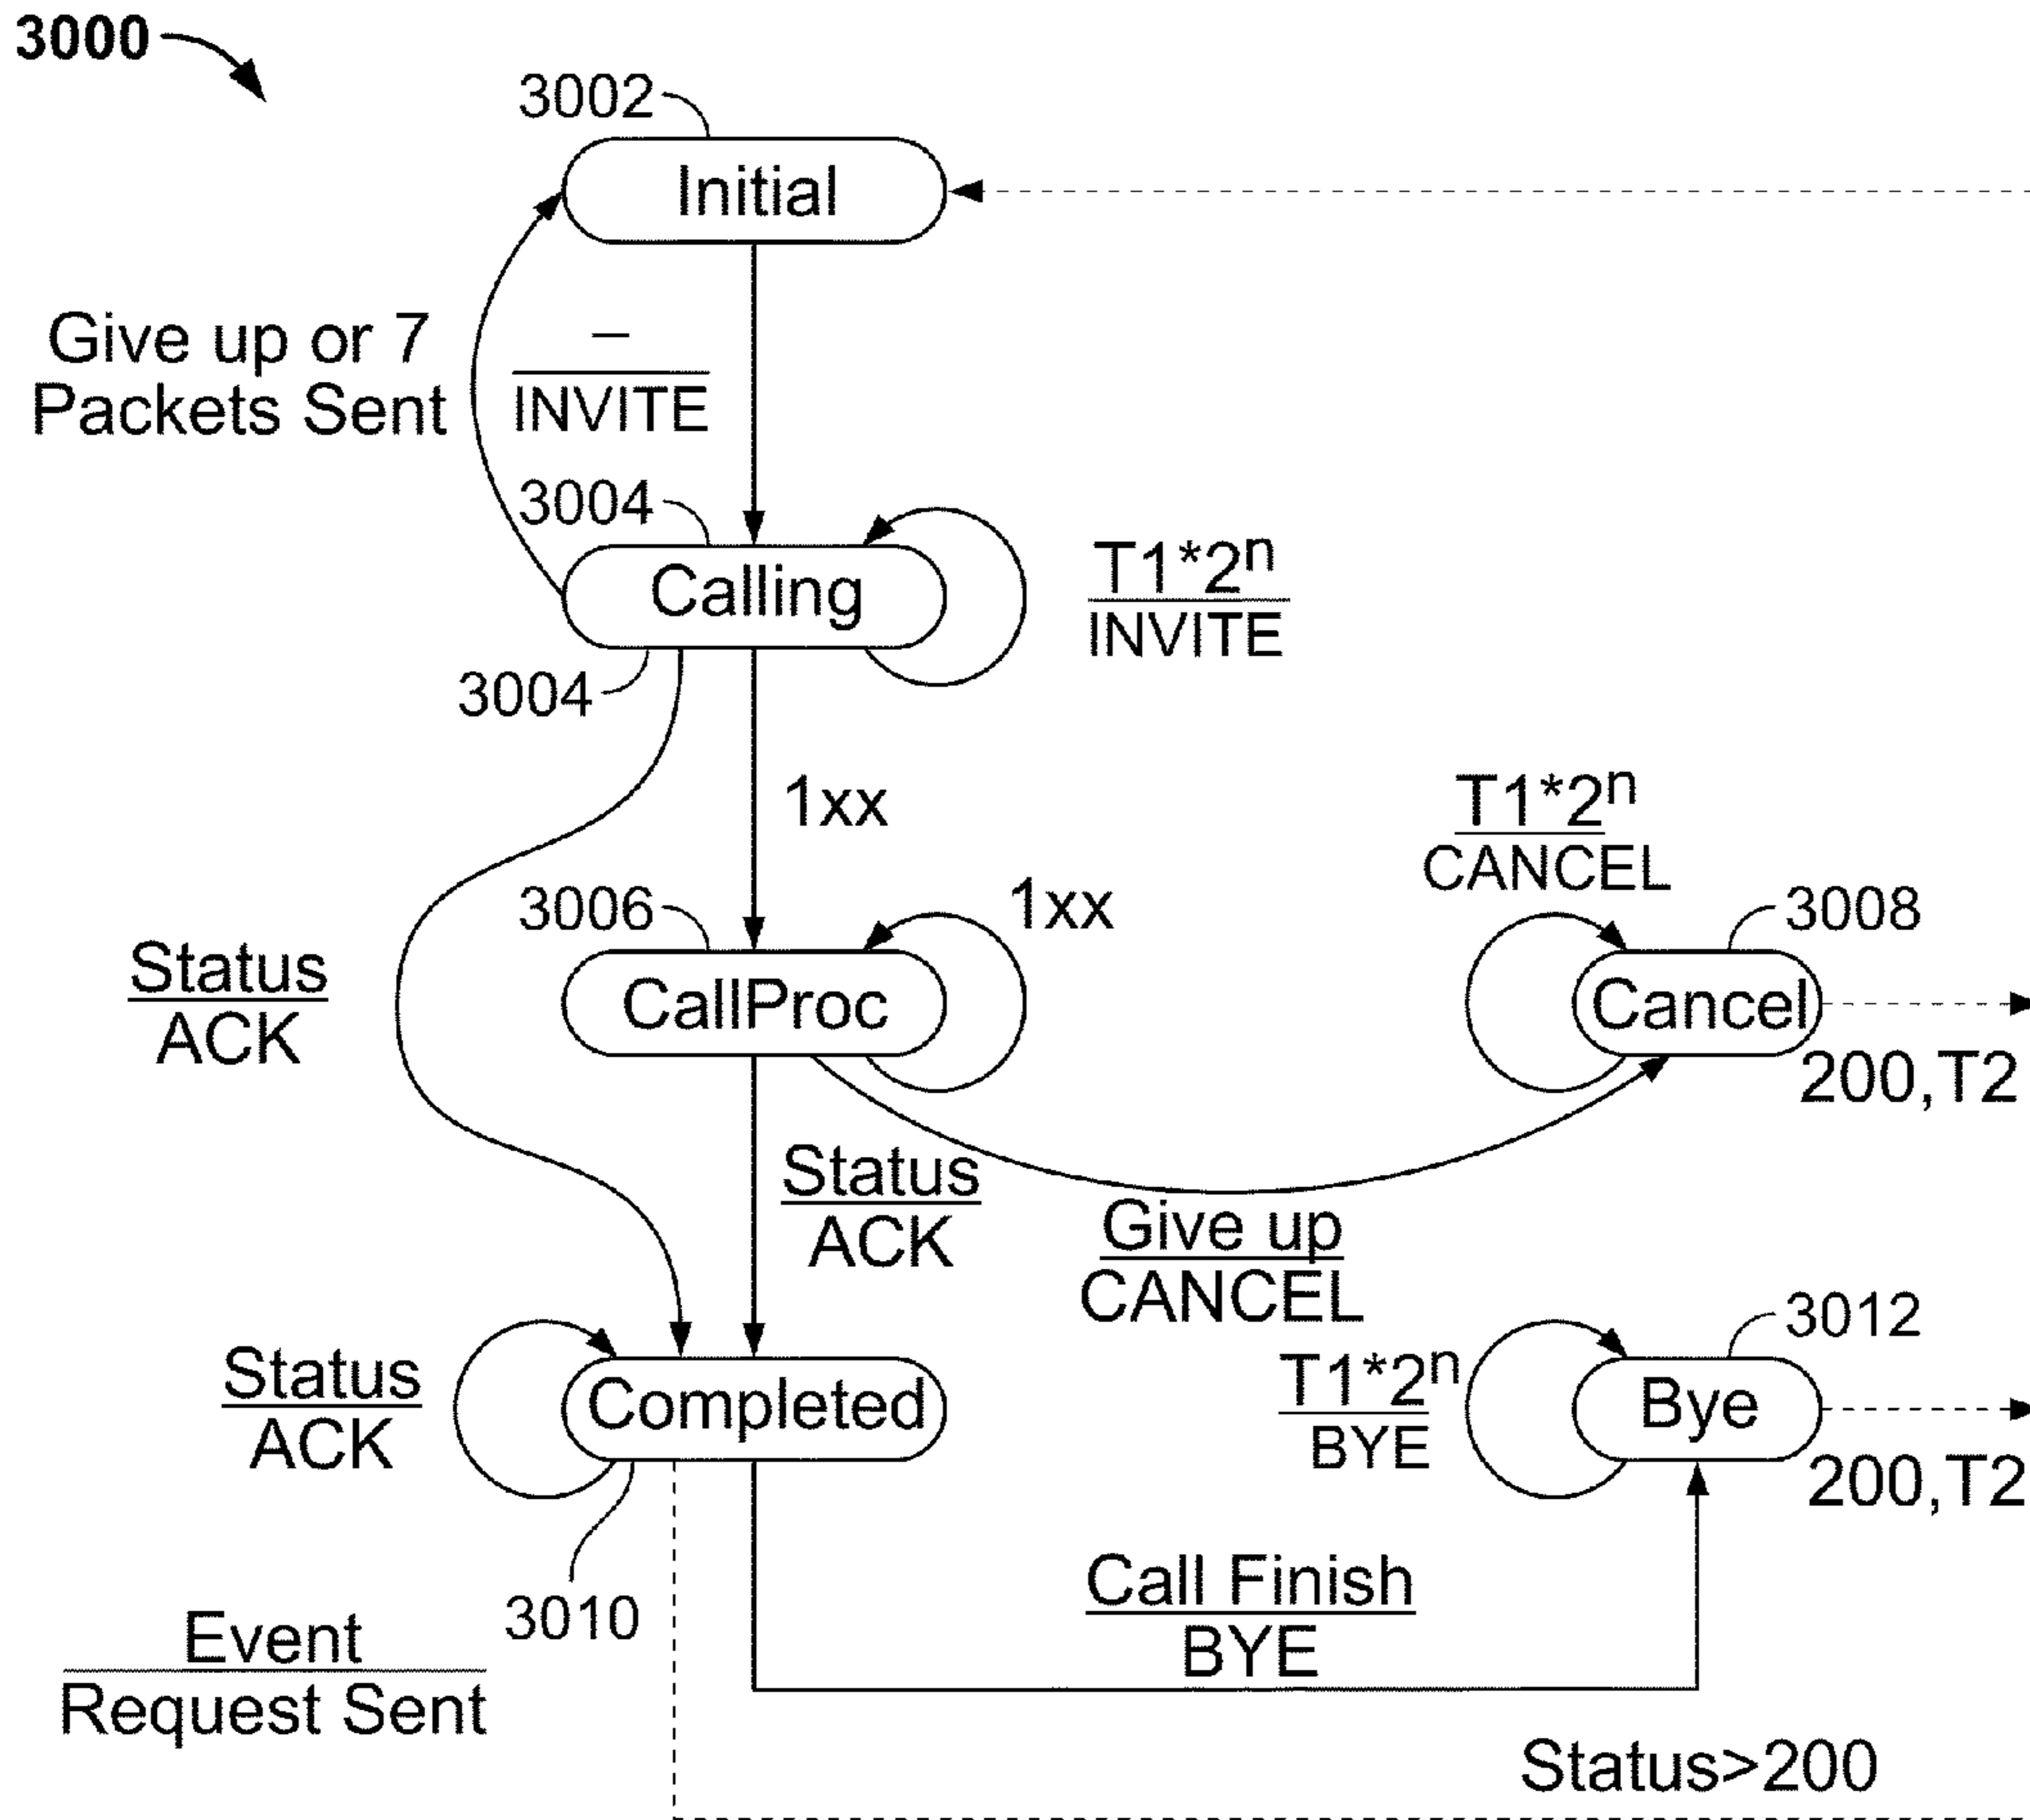 3000
3002
Initial
Give up or 7
Packets Sent
–
INVITE
3004
Calling
T1*2ⁿ
INVITE
3004
1xx
T1*2ⁿ
CANCEL
3006
1xx
3008
Status
ACK
CallProc
Cancel
200,T2
Status
ACK
Give up
CANCEL
3012
Status
ACK
Completed
T1*2ⁿ
BYE
Bye
200,T2
3010
Call Finish
BYE
Event
Request Sent
Status>200